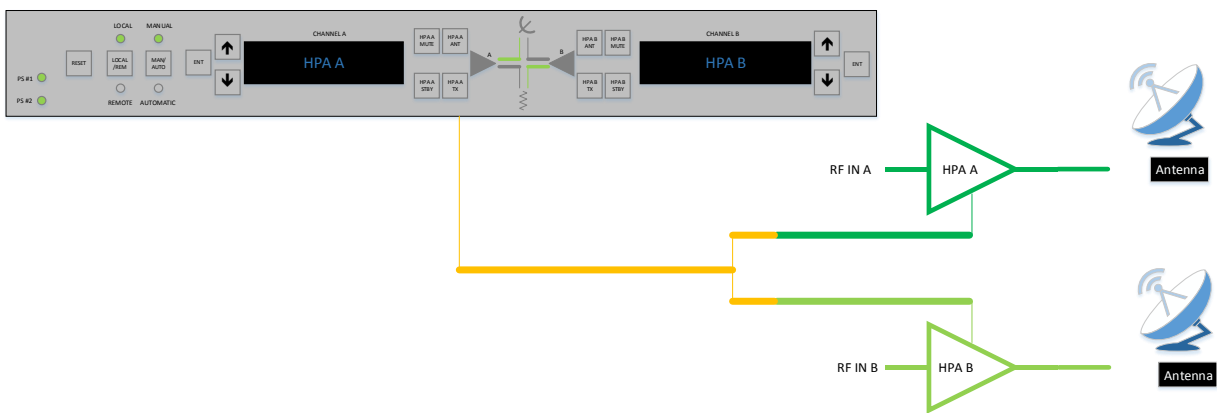 LOCAL
MANUAL
CHANNEL A
CHANNEL B
RESET
LOCAL
/REM
MAN/
AUTO
ENT
HPA A
HPA A
MUTE
HPA A
ANT
HPA A
STBY
HPA A
TX
A
B
HPA B
ANT
HPA B
MUTE
HPA B
TX
HPA B
STBY
HPA B
ENT
PS #1
PS #2
REMOTE
AUTOMATIC
RF IN A
HPA A
Antenna
RF IN B
HPA B
Antenna